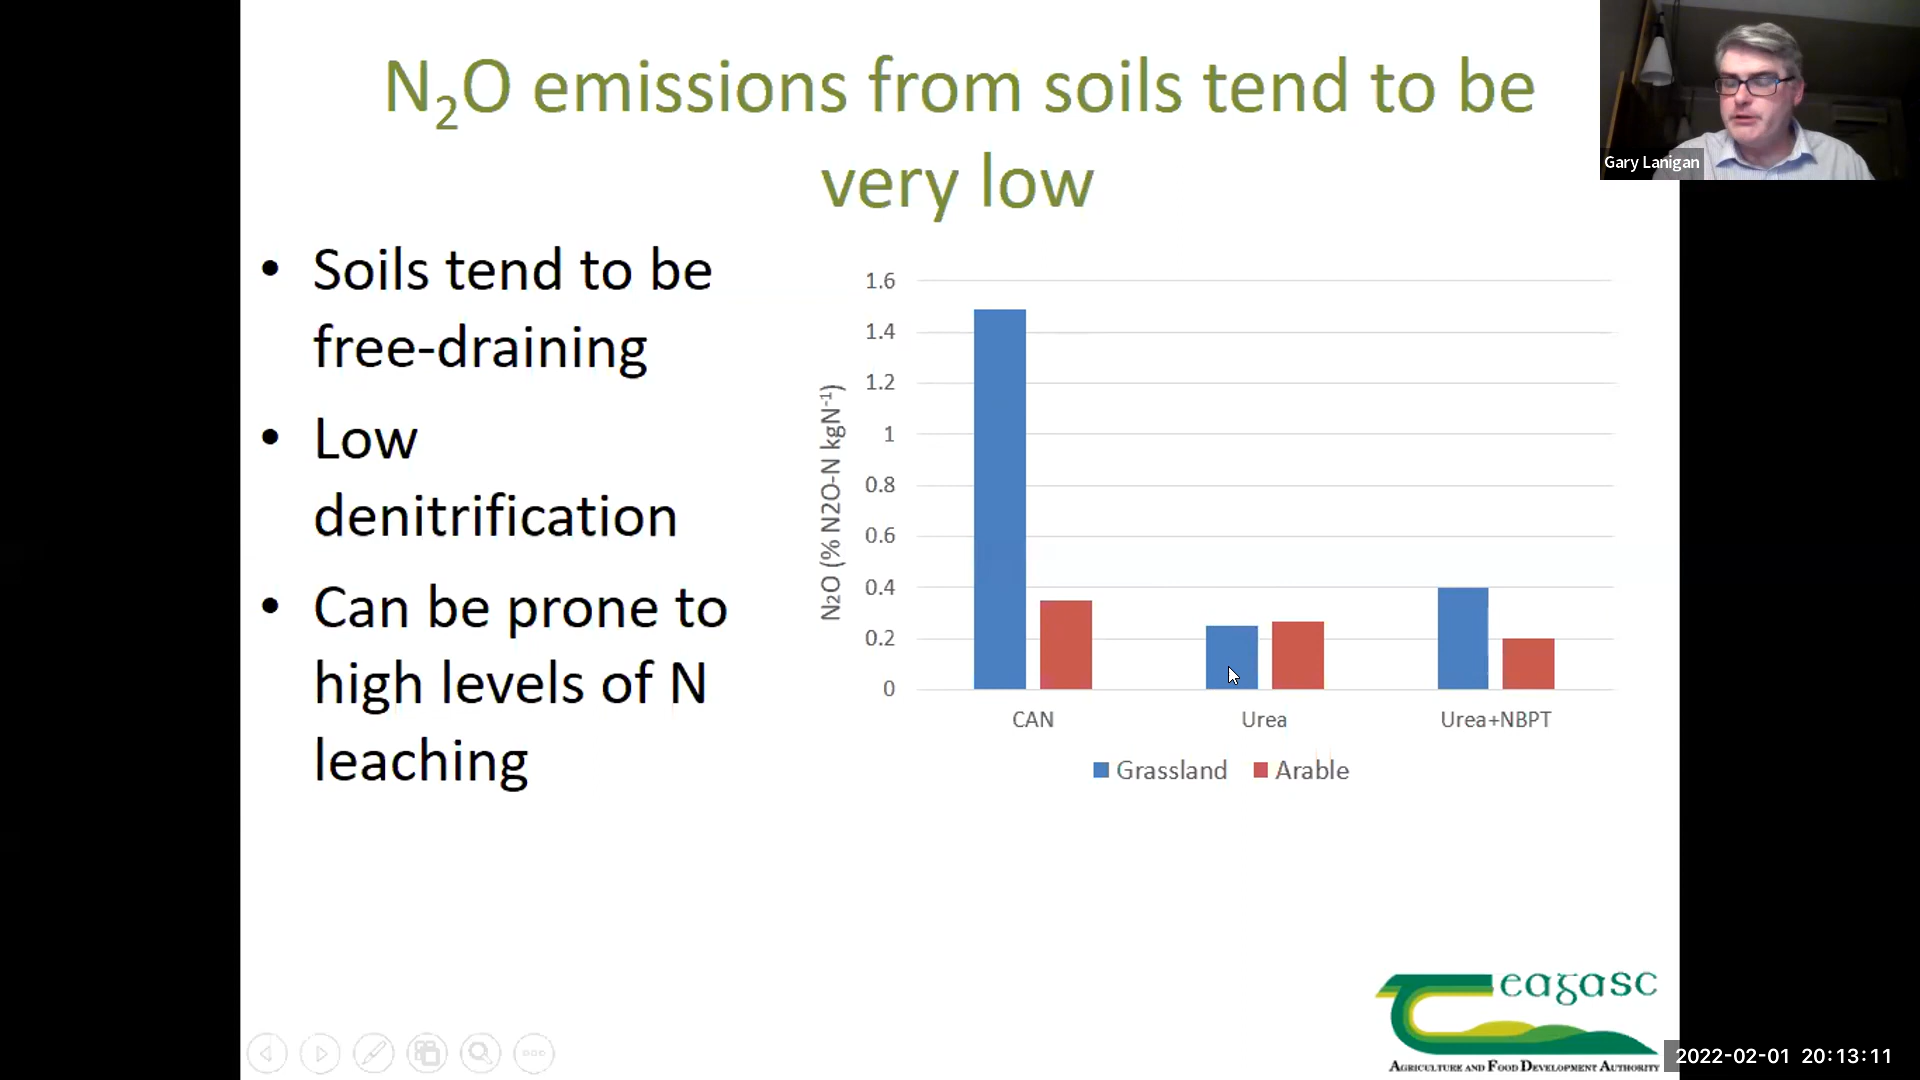 N₂O emissions from soils tend to be
very low
Gary Lanigan
• Soils tend to be
free-draining
• Low
denitrification
• Can be prone to
high levels of N
leaching
N₂O (% N2O-N kgN⁻¹)
1.6
1.4
1.2
1
0.8
0.6
0.4
0.2
0
CAN
Urea
Urea+NBPT
Grassland
Arable
eagasc
AGRICULTURE AND FOOD DEVELOPMENT AUTHORITY
2022-02-01 20:13:11